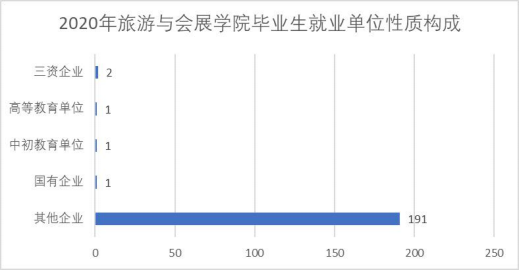 2020年旅游与会展学院毕业生就业单位性质构成
三资企业 2
高等教育单位 1
中初教育单位 1
国有企业 1
其他企业 191
0 50 100 150 200 250